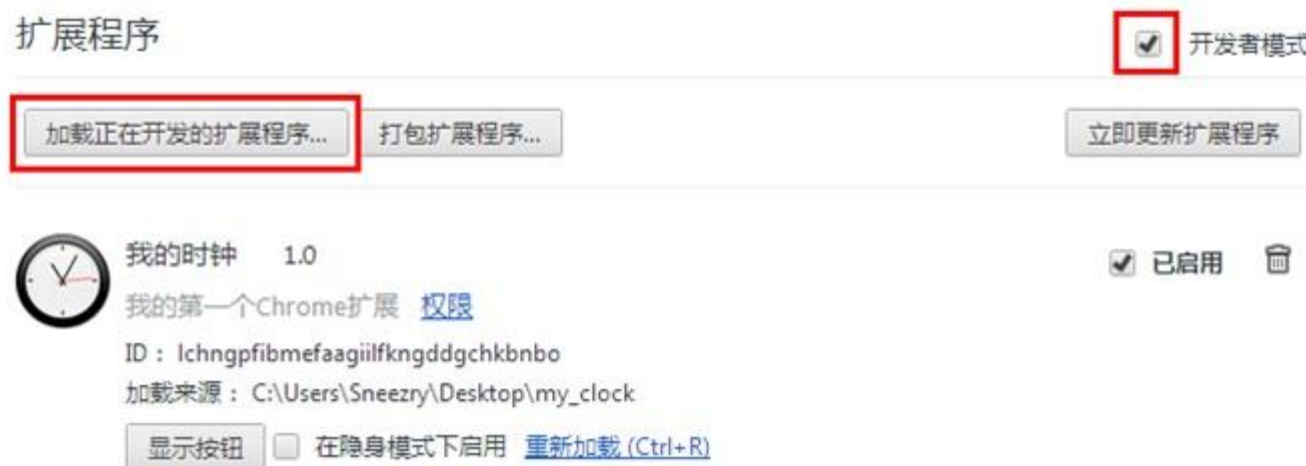 扩展程序
开发者模式
加载正在开发的扩展程序... 打包扩展程序... 立即更新扩展程序
我的时钟 1.0 已启用
我的第一个Chrome扩展 权限
ID： lchngpfibmefaagiilfkngddgchkbnbo
加载来源： C:\Users\Sneezry\Desktop\my_clock
显示按钮 在隐身模式下启用 重新加载 (Ctrl+R)